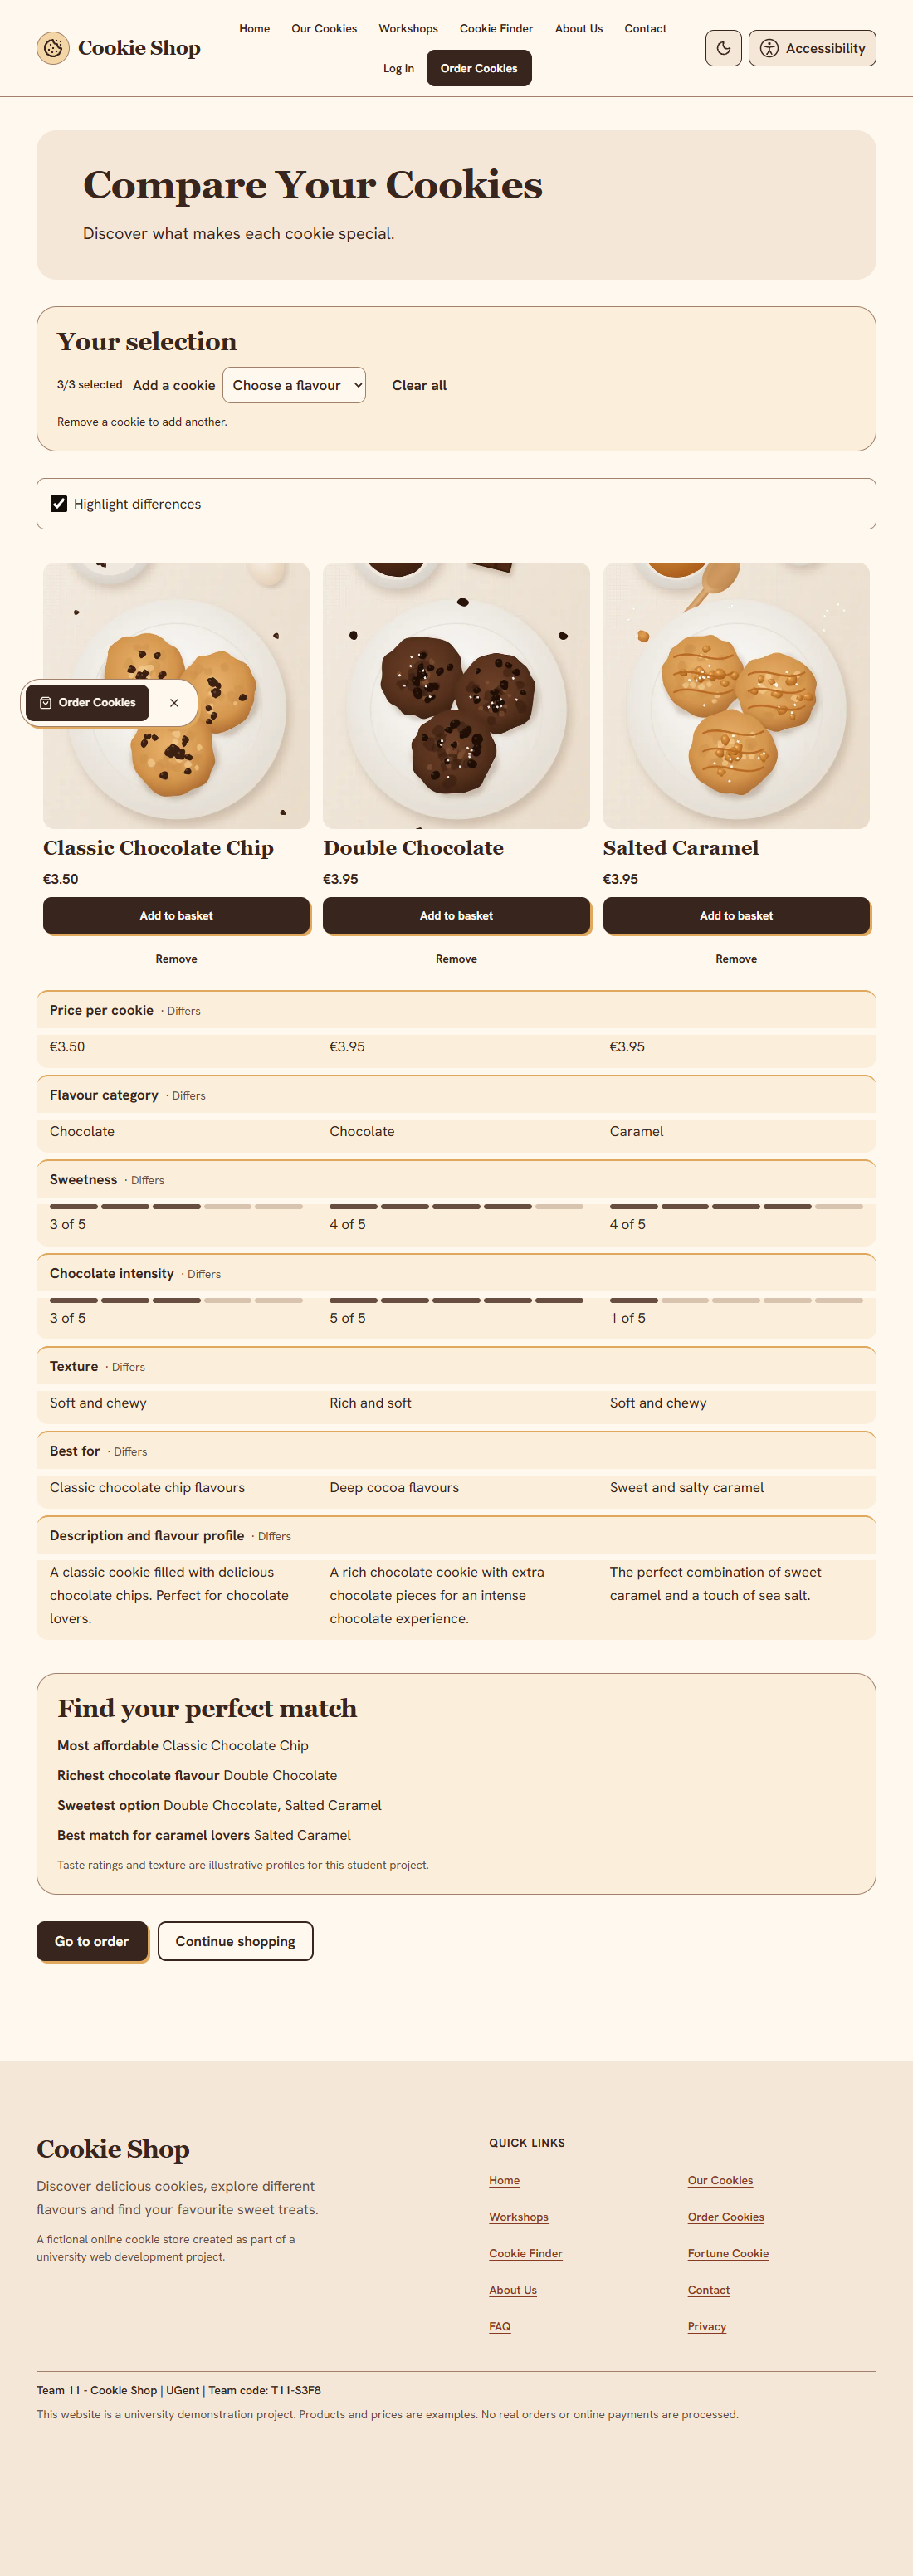 Cookie Shop
Home Our Cookies Workshops Cookie Finder About Us Contact
Log in Order Cookies
Accessibility
Compare Your Cookies
Discover what makes each cookie special.
Your selection
3/3 selected Add a cookie Choose a flavour Clear all
Remove a cookie to add another.
Highlight differences
Order Cookies
Classic Chocolate Chip Double Chocolate Salted Caramel
€3.50 €3.95 €3.95
Add to basket Add to basket Add to basket
Remove Remove Remove
Price per cookie · Differs
€3.50 €3.95 €3.95
Flavour category · Differs
Chocolate Chocolate Caramel
Sweetness · Differs
3 of 5 4 of 5 4 of 5
Chocolate intensity · Differs
3 of 5 5 of 5 1 of 5
Texture · Differs
Soft and chewy Rich and soft Soft and chewy
Best for · Differs
Classic chocolate chip flavours Deep cocoa flavours Sweet and salty caramel
Description and flavour profile · Differs
A classic cookie filled with delicious
chocolate chips. Perfect for chocolate
lovers.
A rich chocolate cookie with extra
chocolate pieces for an intense
chocolate experience.
The perfect combination of sweet
caramel and a touch of sea salt.
Find your perfect match
Most affordable Classic Chocolate Chip
Richest chocolate flavour Double Chocolate
Sweetest option Double Chocolate, Salted Caramel
Best match for caramel lovers Salted Caramel
Taste ratings and texture are illustrative profiles for this student project.
Go to order Continue shopping
Cookie Shop
Discover delicious cookies, explore different
flavours and find your favourite sweet treats.
A fictional online cookie store created as part of a
university web development project.
QUICK LINKS
Home Our Cookies
Workshops Order Cookies
Cookie Finder Fortune Cookie
About Us Contact
FAQ Privacy
Team 11 - Cookie Shop | UGent | Team code: T11-S3F8
This website is a university demonstration project. Products and prices are examples. No real orders or online payments are processed.